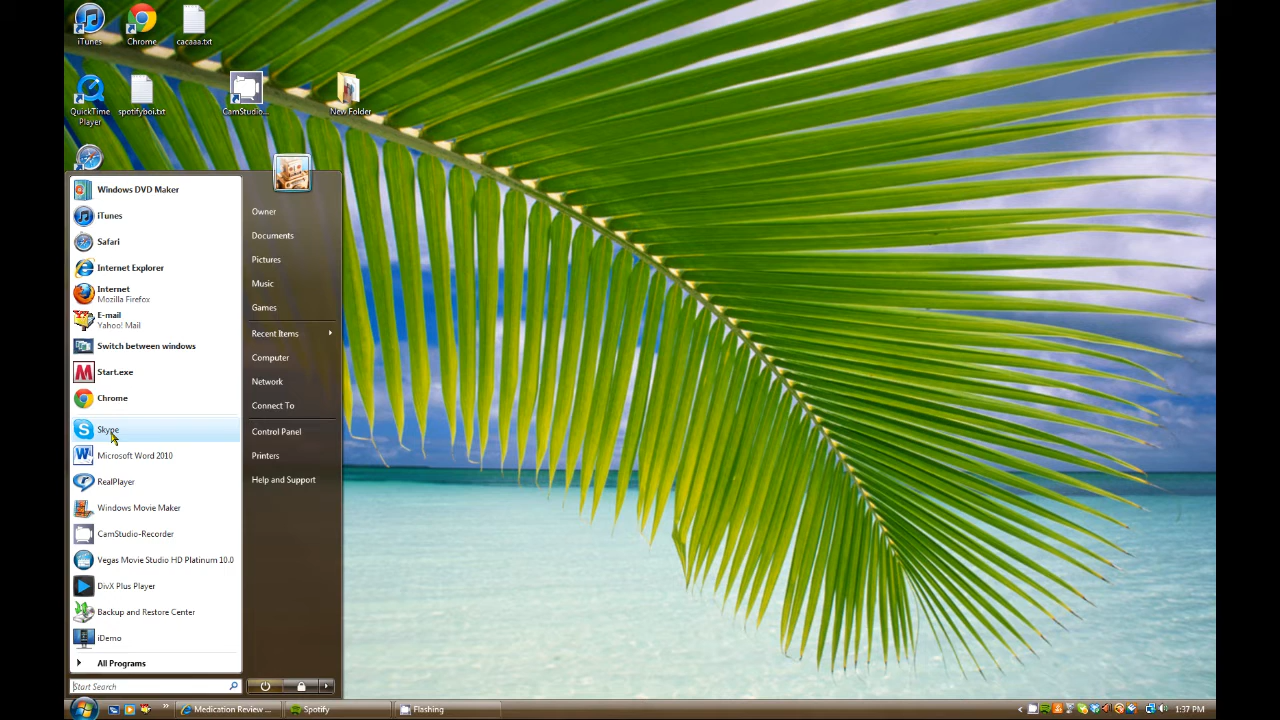 iTunes
Chrome
cacaaa.txt
QuickTime
Player
spotifyboi.txt
CamStudio...
New Folder
Windows DVD Maker
iTunes
Safari
Internet Explorer
Internet
Mozilla Firefox
E-mail
Yahoo! Mail
Switch between windows
Start.exe
Chrome
Skype
Microsoft Word 2010
RealPlayer
Windows Movie Maker
CamStudio-Recorder
Vegas Movie Studio HD Platinum 10.0
DivX Plus Player
Backup and Restore Center
iDemo
All Programs
Start Search
Owner
Documents
Pictures
Music
Games
Recent Items
Computer
Network
Connect To
Control Panel
Printers
Help and Support
Medication Review ...
Spotify
Flashing
1:37 PM